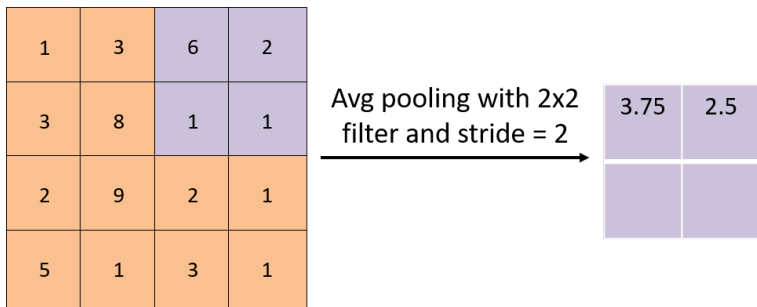 1 3 6 2
3 8 1 1
2 9 2 1
5 1 3 1
Avg pooling with 2x2
filter and stride = 2
3.75 2.5